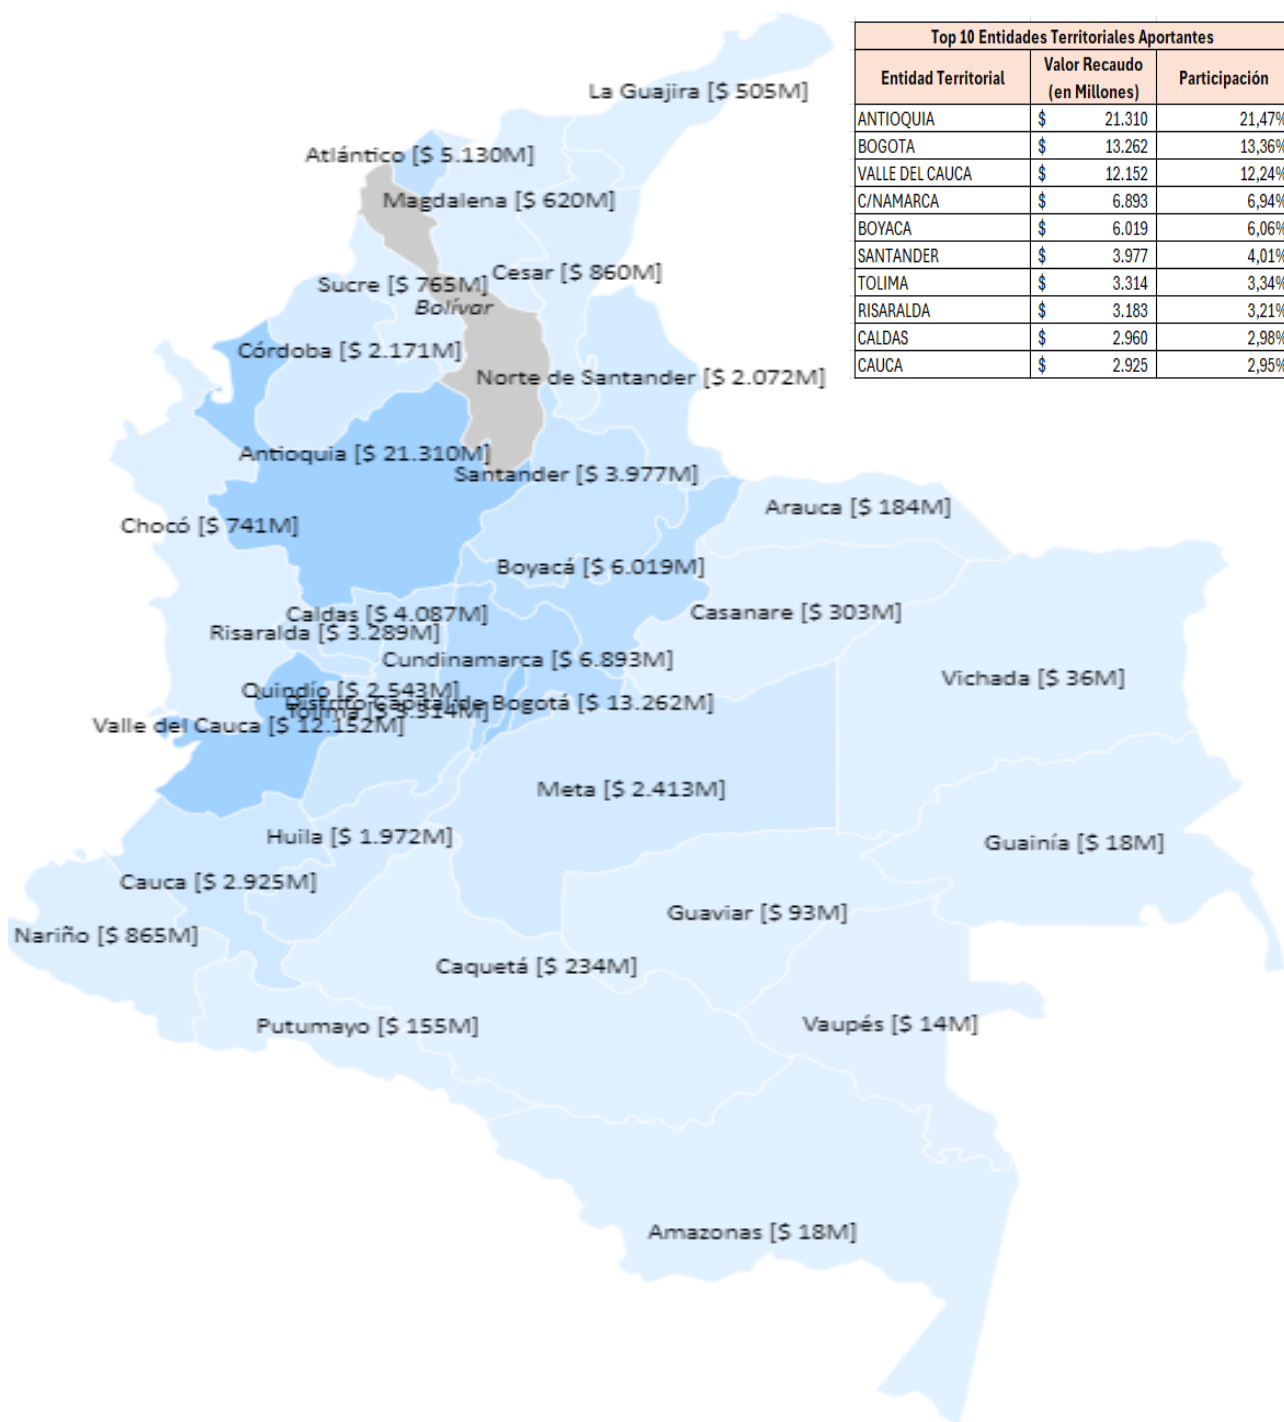 Top 10 Entidades Territoriales Aportantes
Entidad Territorial Valor Recaudo (en Millones) Participación
ANTIOQUIA $ 21.310 21,47%
BOGOTA $ 13.262 13,36%
VALLE DEL CAUCA $ 12.152 12,24%
C/NAMARCA $ 6.893 6,94%
BOYACA $ 6.019 6,06%
SANTANDER $ 3.977 4,01%
TOLIMA $ 3.314 3,34%
RISARALDA $ 3.183 3,21%
CALDAS $ 2.960 2,98%
CAUCA $ 2.925 2,95%
La Guajira [$ 505M]
Atlántico [$ 5.130M]
Magdalena [$ 620M]
Cesar [$ 860M]
Sucre [$ 765M]
Bolívar
Córdoba [$ 2.171M]
Norte de Santander [$ 2.072M]
Antioquia [$ 21.310M]
Santander [$ 3.977M]
Arauca [$ 184M]
Chocó [$ 741M]
Boyacá [$ 6.019M]
Caldas [$ 4.087M]
Casanare [$ 303M]
Risaralda [$ 3.289M]
Cundinamarca [$ 6.893M]
Vichada [$ 36M]
Quindío [$ 2.543M]
Distrito Capital de Bogotá [$ 13.262M]
Tolima [$ 3.314M]
Valle del Cauca [$ 12.152M]
Meta [$ 2.413M]
Huila [$ 1.972M]
Guainía [$ 18M]
Cauca [$ 2.925M]
Guaviar [$ 93M]
Nariño [$ 865M]
Caquetá [$ 234M]
Putumayo [$ 155M]
Vaupés [$ 14M]
Amazonas [$ 18M]